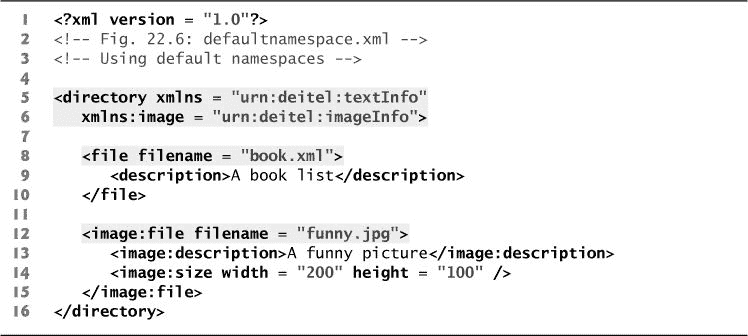 1 <?xml version = "1.0"?>
2 <!-- Fig. 22.6: defaultnamespace.xml -->
3 <!-- Using default namespaces -->
4
5 <directory xmlns = "urn:deitel:textInfo"
6    xmlns:image = "urn:deitel:imageInfo">
7
8    <file filename = "book.xml">
9       <description>A book list</description>
10    </file>
11
12    <image:file filename = "funny.jpg">
13       <image:description>A funny picture</image:description>
14       <image:size width = "200" height = "100" />
15    </image:file>
16 </directory>